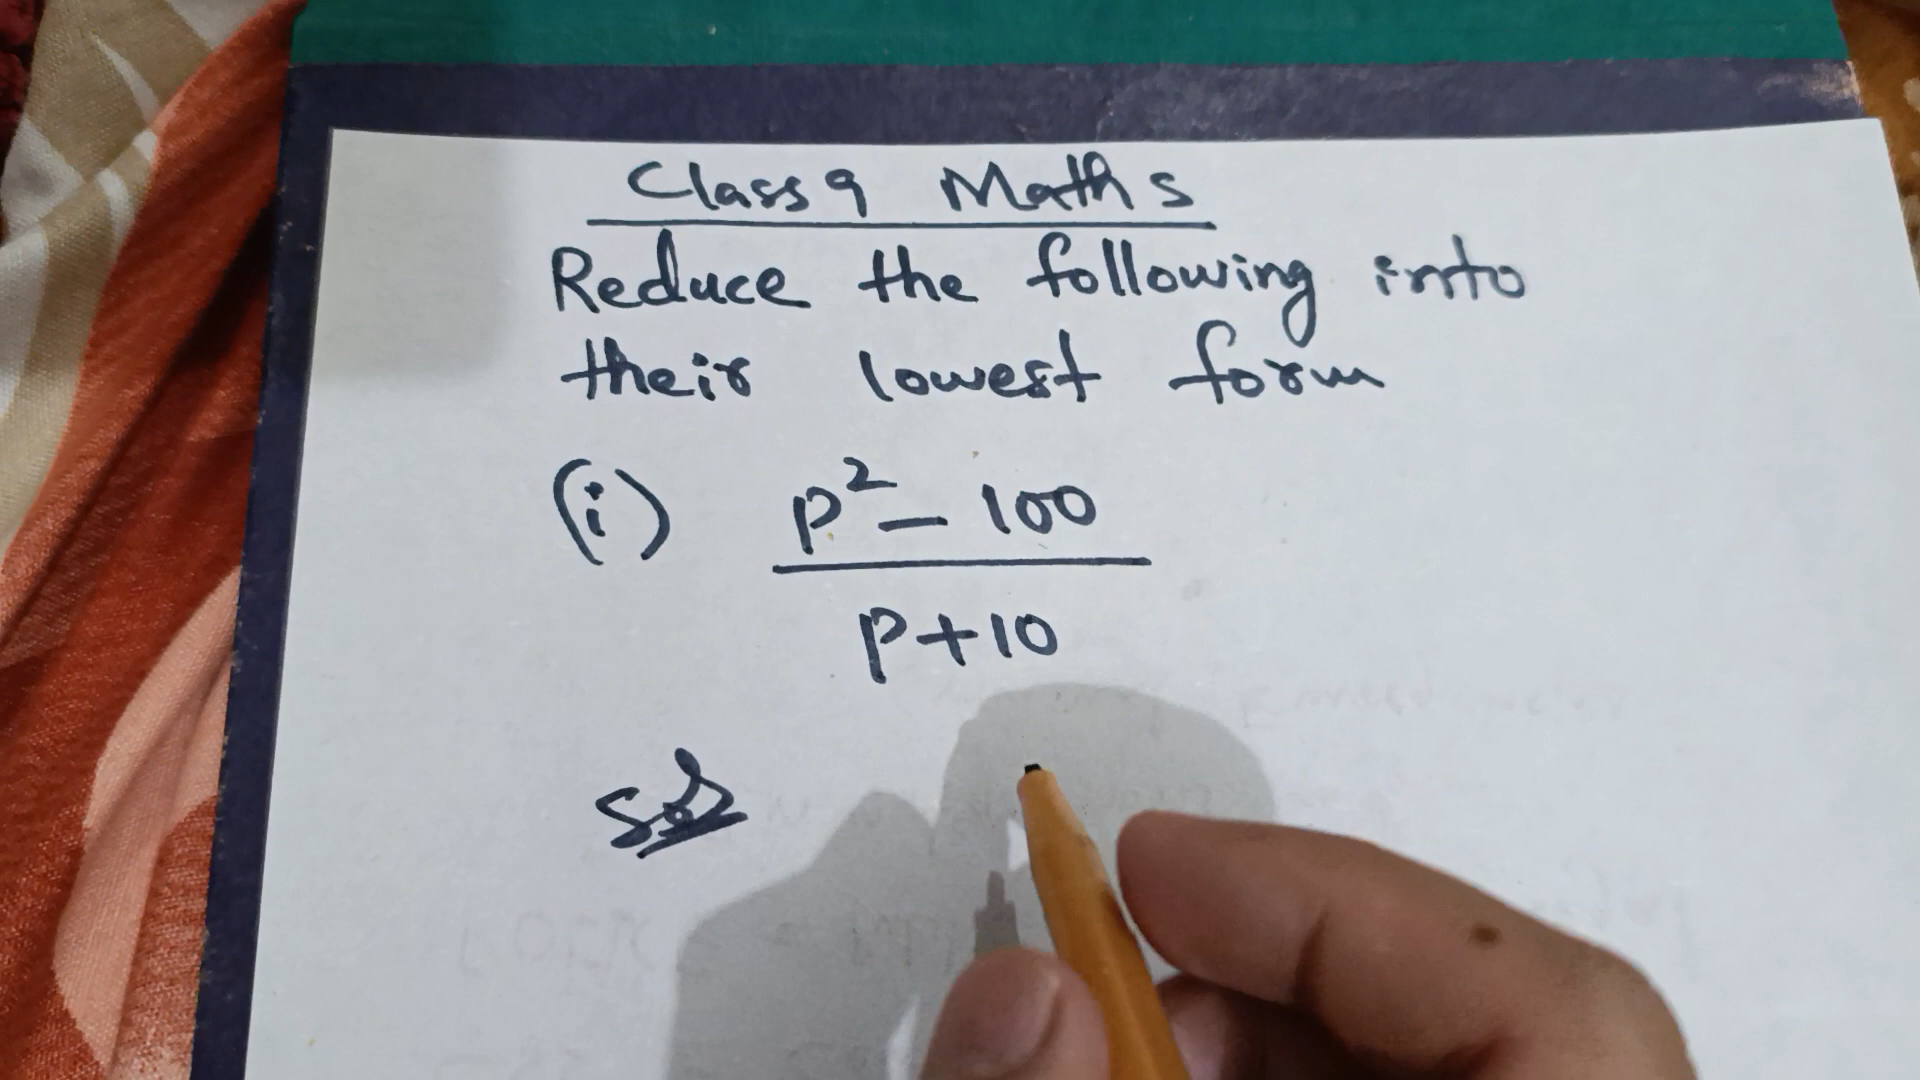 Class 9 Maths
Reduce the following into
their lowest form
(i) p² - 100
p+10
Sol